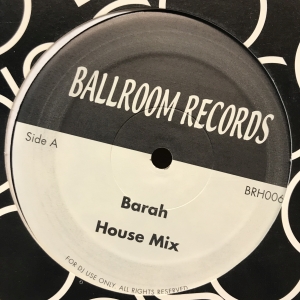 BALLROOM RECORDS
Side A
BRH006
Barah
House Mix
FOR DJ USE ONLY. ALL RIGHTS RESERVED